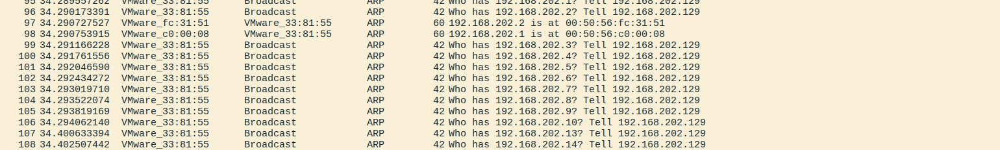 95 34.289557262 VMware_33:81:55 Broadcast ARP 42 Who has 192.168.202.1? Tell 192.168.202.129
96 34.290173391 VMware_33:81:55 Broadcast ARP 42 Who has 192.168.202.2? Tell 192.168.202.129
97 34.290727527 VMware_fc:31:51 VMware_33:81:55 ARP 60 192.168.202.2 is at 00:50:56:fc:31:51
98 34.290753915 VMware_c0:00:08 VMware_33:81:55 ARP 60 192.168.202.1 is at 00:50:56:c0:00:08
99 34.291166228 VMware_33:81:55 Broadcast ARP 42 Who has 192.168.202.3? Tell 192.168.202.129
100 34.291761556 VMware_33:81:55 Broadcast ARP 42 Who has 192.168.202.4? Tell 192.168.202.129
101 34.292046590 VMware_33:81:55 Broadcast ARP 42 Who has 192.168.202.5? Tell 192.168.202.129
102 34.292434272 VMware_33:81:55 Broadcast ARP 42 Who has 192.168.202.6? Tell 192.168.202.129
103 34.293019710 VMware_33:81:55 Broadcast ARP 42 Who has 192.168.202.7? Tell 192.168.202.129
104 34.293522074 VMware_33:81:55 Broadcast ARP 42 Who has 192.168.202.8? Tell 192.168.202.129
105 34.293819169 VMware_33:81:55 Broadcast ARP 42 Who has 192.168.202.9? Tell 192.168.202.129
106 34.294062140 VMware_33:81:55 Broadcast ARP 42 Who has 192.168.202.10? Tell 192.168.202.129
107 34.400633394 VMware_33:81:55 Broadcast ARP 42 Who has 192.168.202.13? Tell 192.168.202.129
108 34.402507442 VMware_33:81:55 Broadcast ARP 42 Who has 192.168.202.14? Tell 192.168.202.129